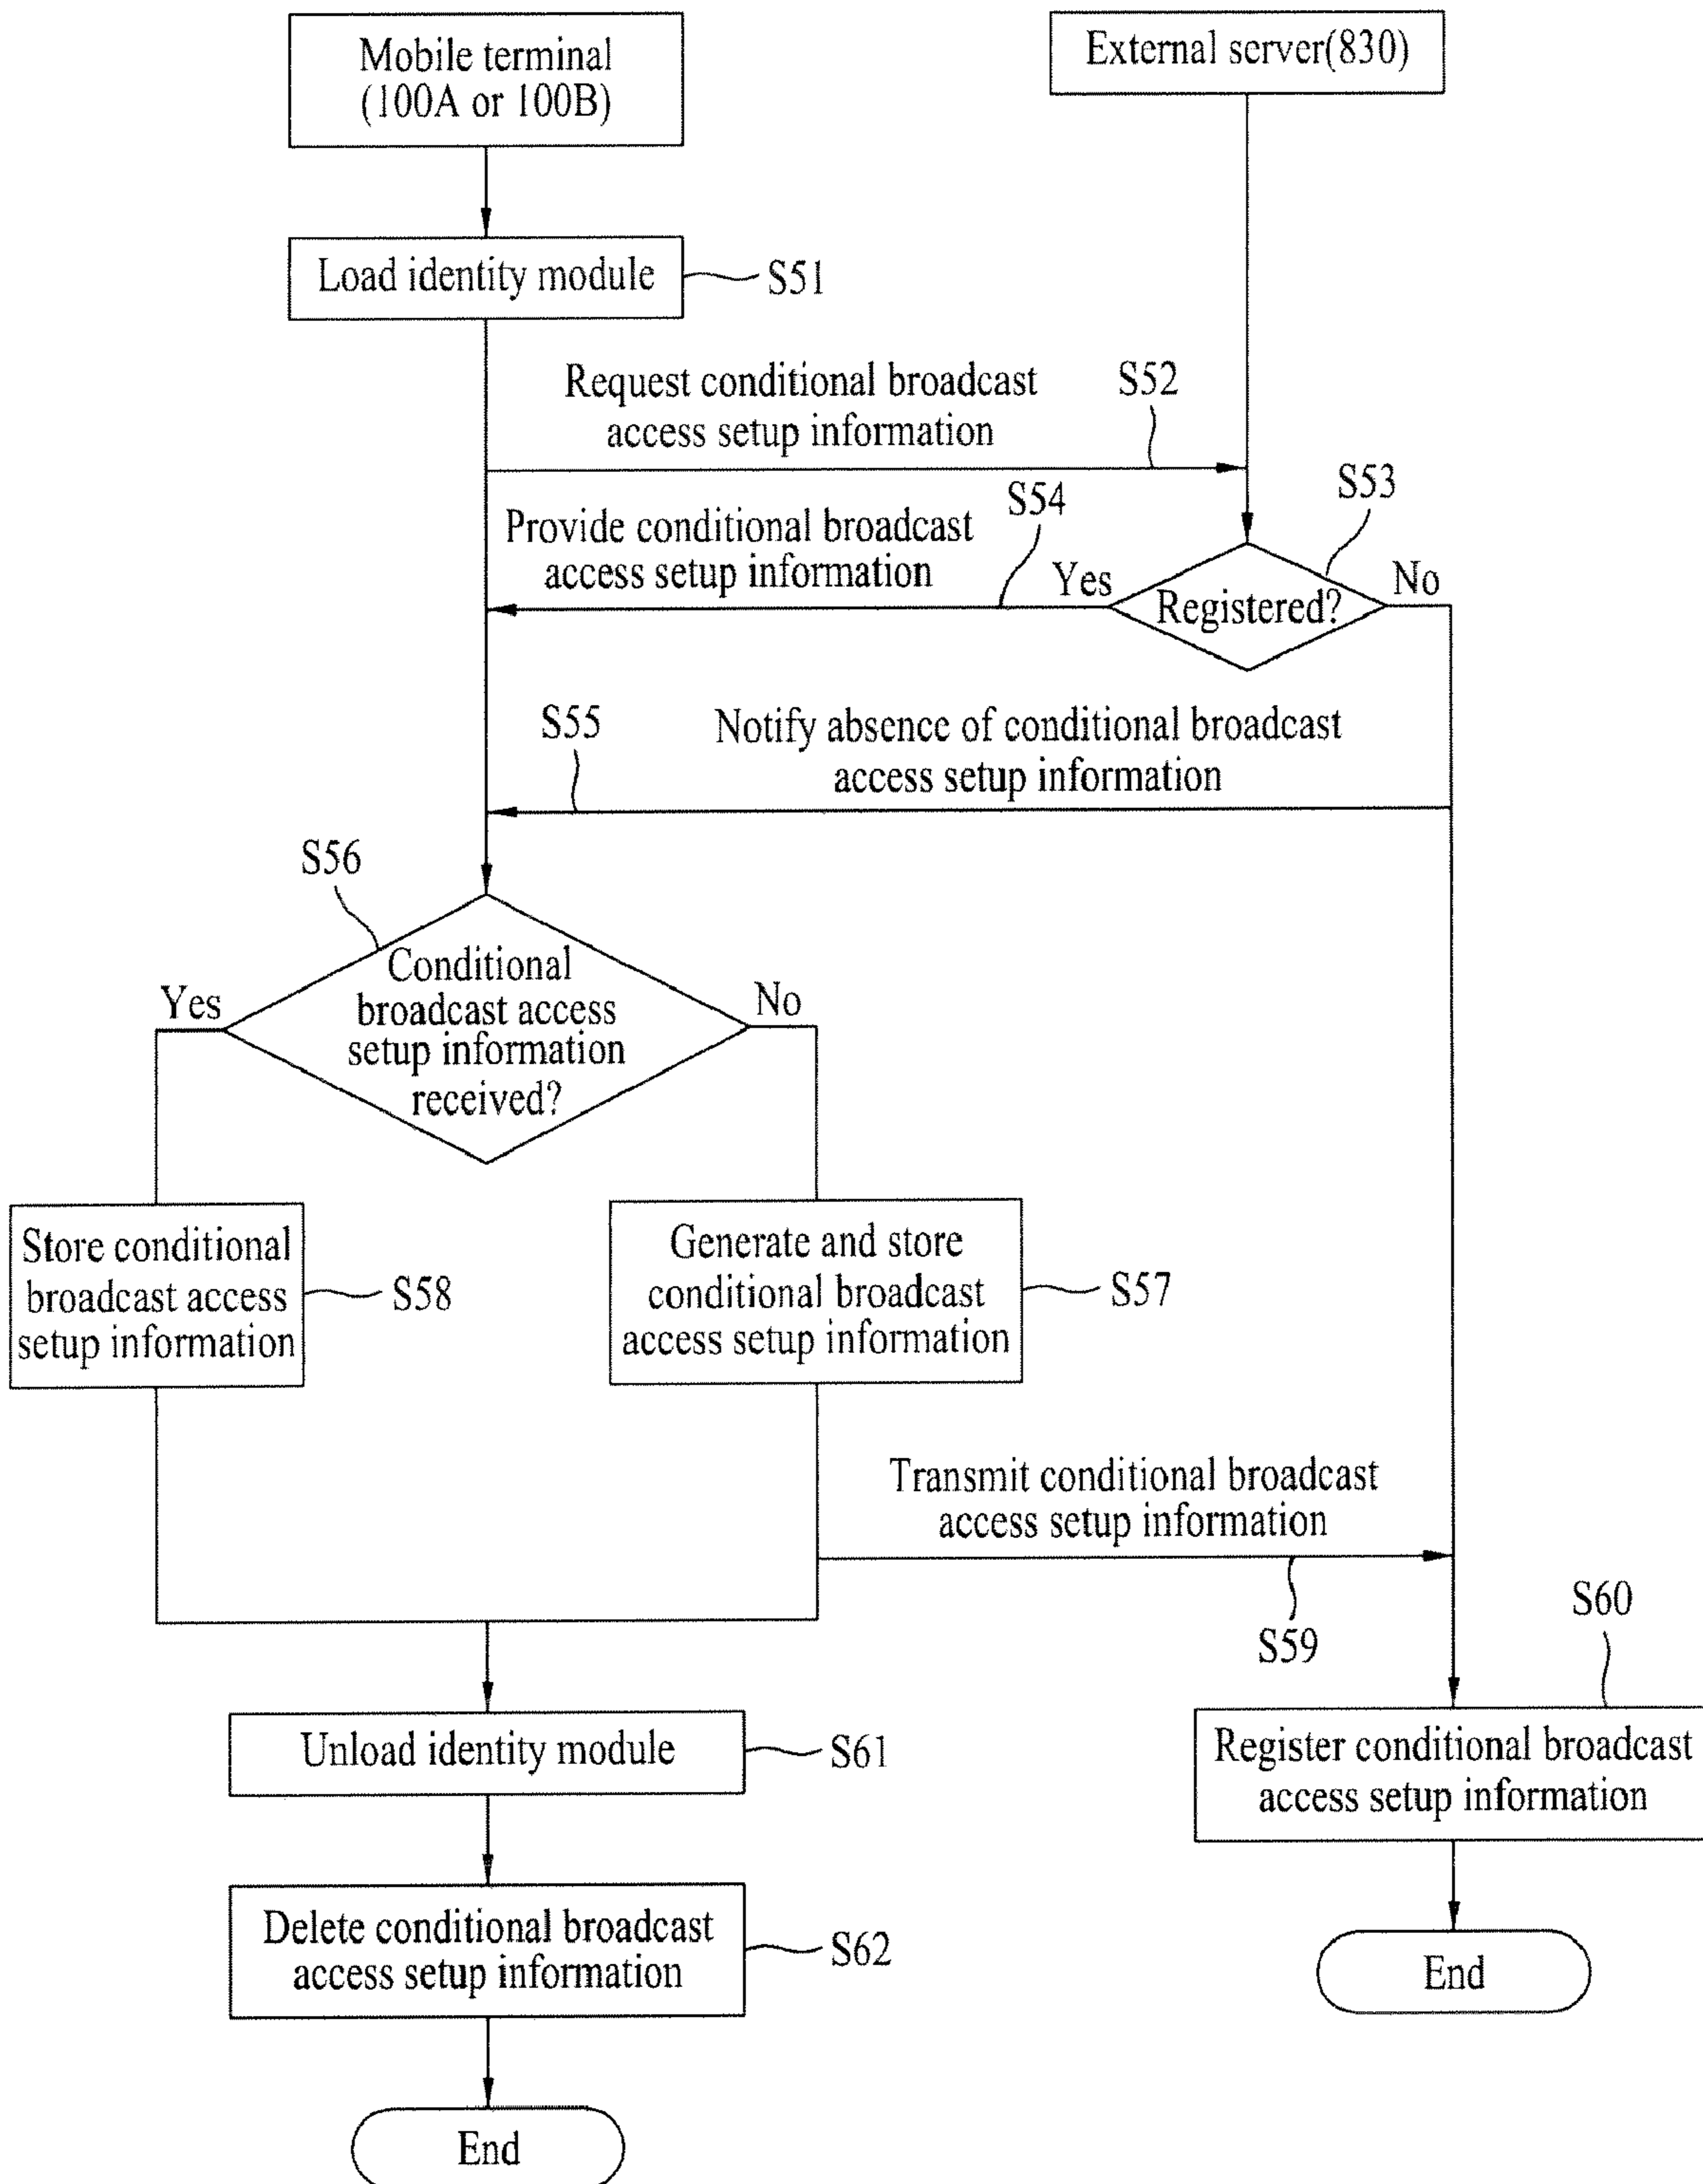 Mobile terminal
(100A or 100B)
External server(830)
Load identity module
S51
Request conditional broadcast
access setup information
S52
S53
S54
Provide conditional broadcast
access setup information
Yes
Registered?
No
S55
Notify absence of conditional broadcast
access setup information
S56
Conditional
broadcast access
setup information
received?
Yes
No
Store conditional
broadcast access
setup information
S58
Generate and store
conditional broadcast
access setup information
S57
Transmit conditional broadcast
access setup information
S59
S60
Unload identity module
S61
Register conditional broadcast
access setup information
Delete conditional broadcast
access setup information
S62
End
End